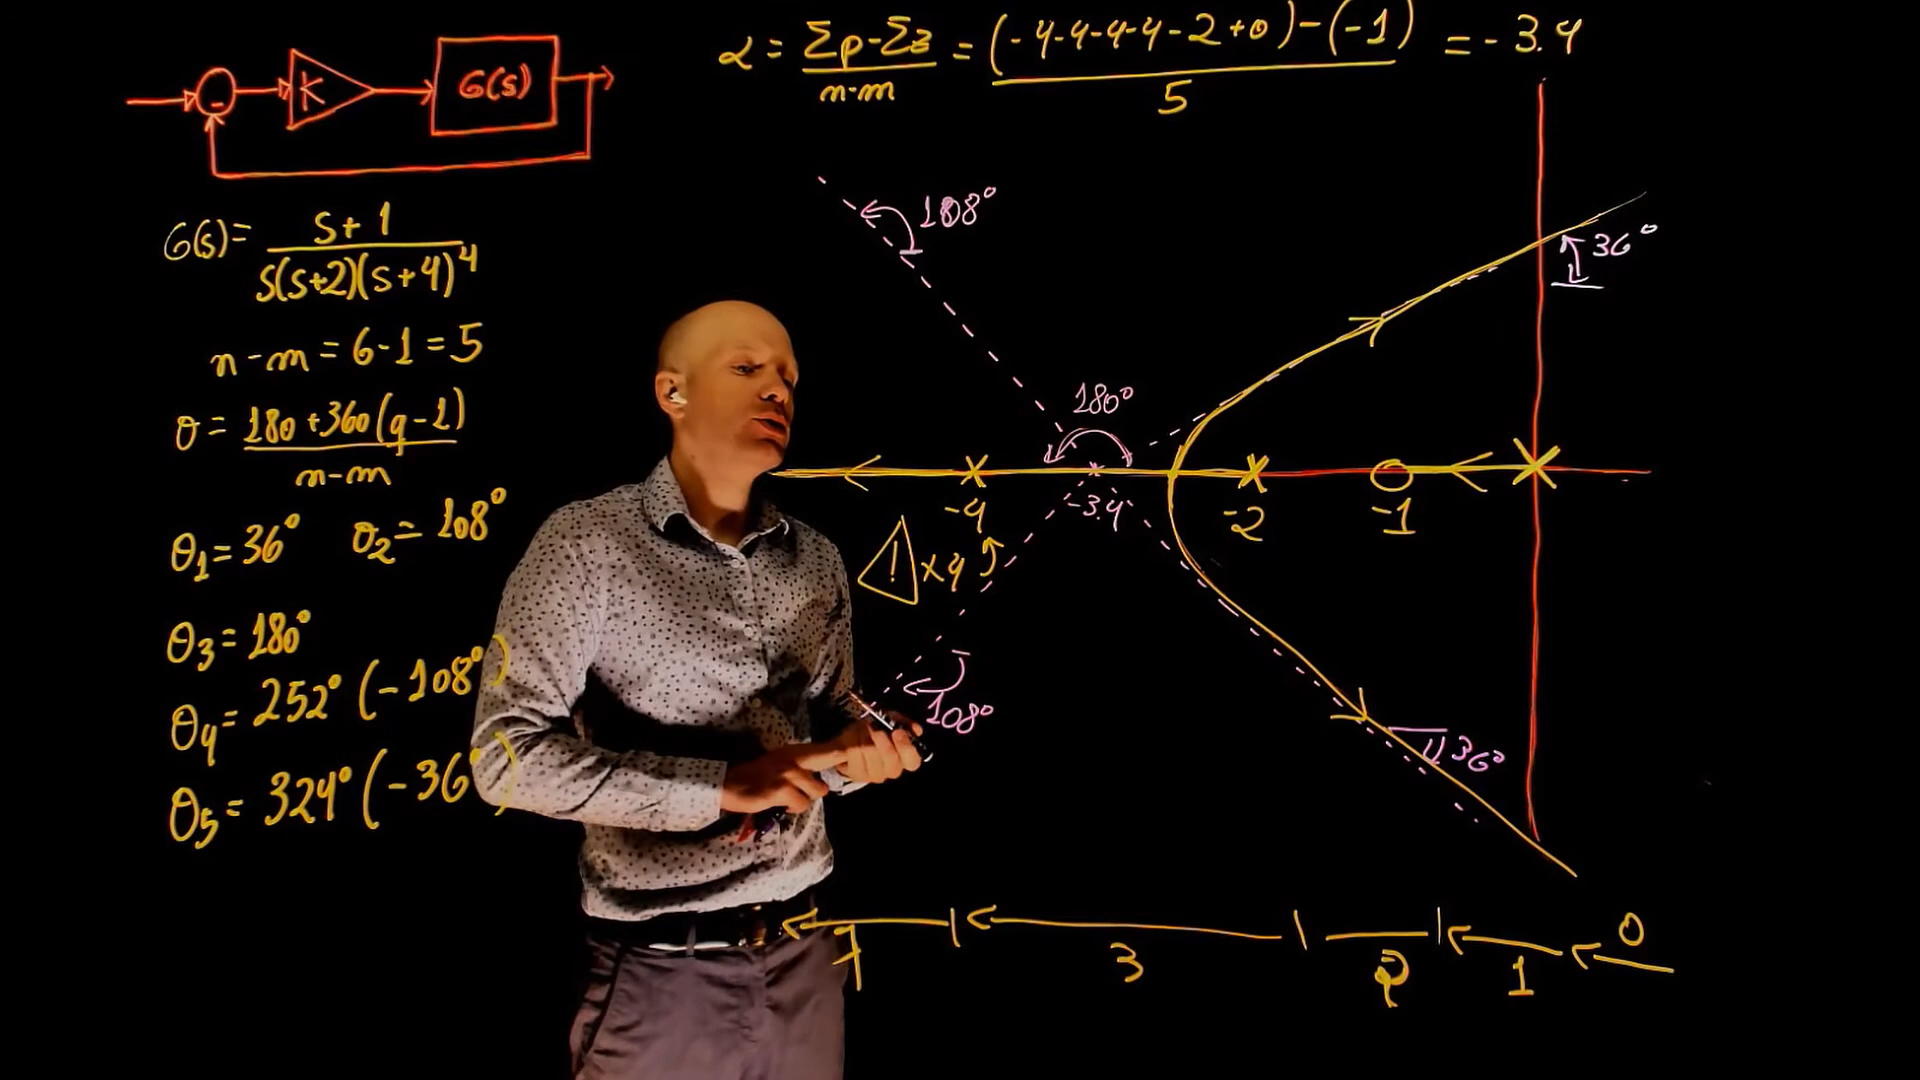 α = Σp-Σz / n-m = (-4-4-4-4-2+0)-(-1) / 5 = -3.4
K
G(s)
G(s)= s+1 / s(s+2)(s+4)^4
n-m=6-1=5
θ = 180+360(q-1) / n-m
θ1=36° θ2=108°
θ3=180°
θ4=252°(-108°)
θ5=324°(-36°)
108°
36°
180°
-4
-3.4
-2
-1
! x4
108°
36°
7
3
2
1
0